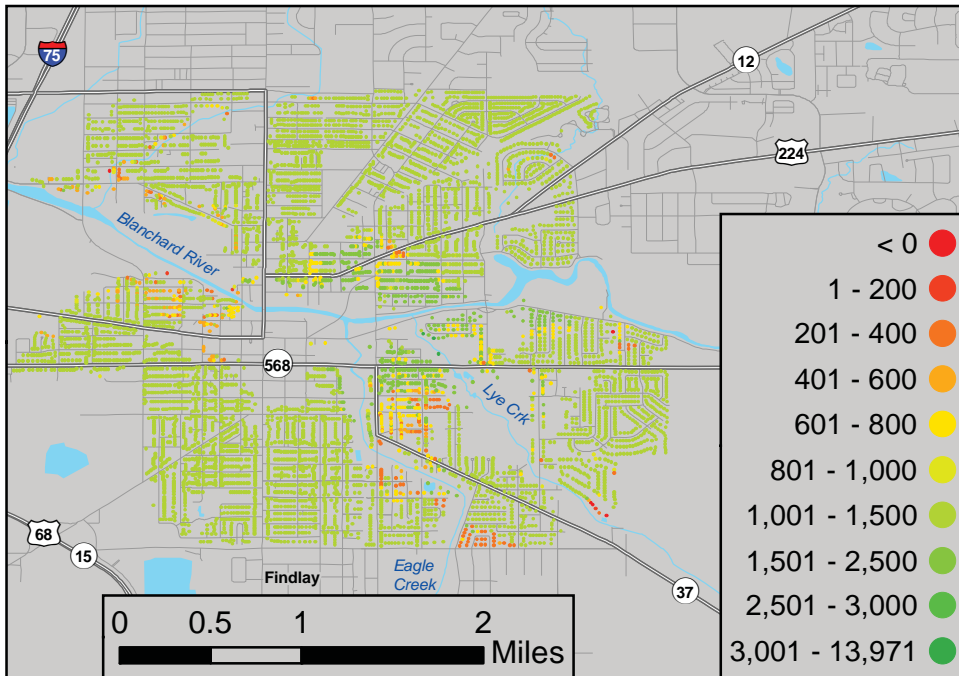 75
12
224
Blanchard River
568
Lye Crk
68
15
Findlay
Eagle
Creek
37
< 0
1 - 200
201 - 400
401 - 600
601 - 800
801 - 1,000
1,001 - 1,500
1,501 - 2,500
2,501 - 3,000
3,001 - 13,971
0 0.5 1 2
Miles